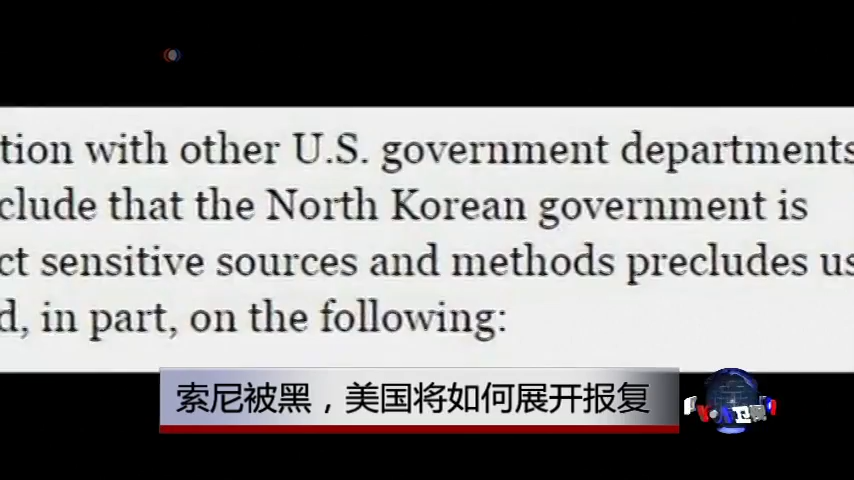 tion with other U.S. government departments
clude that the North Korean government is
ct sensitive sources and methods precludes us
d, in part, on the following:
索尼被黑，美国将如何展开报复